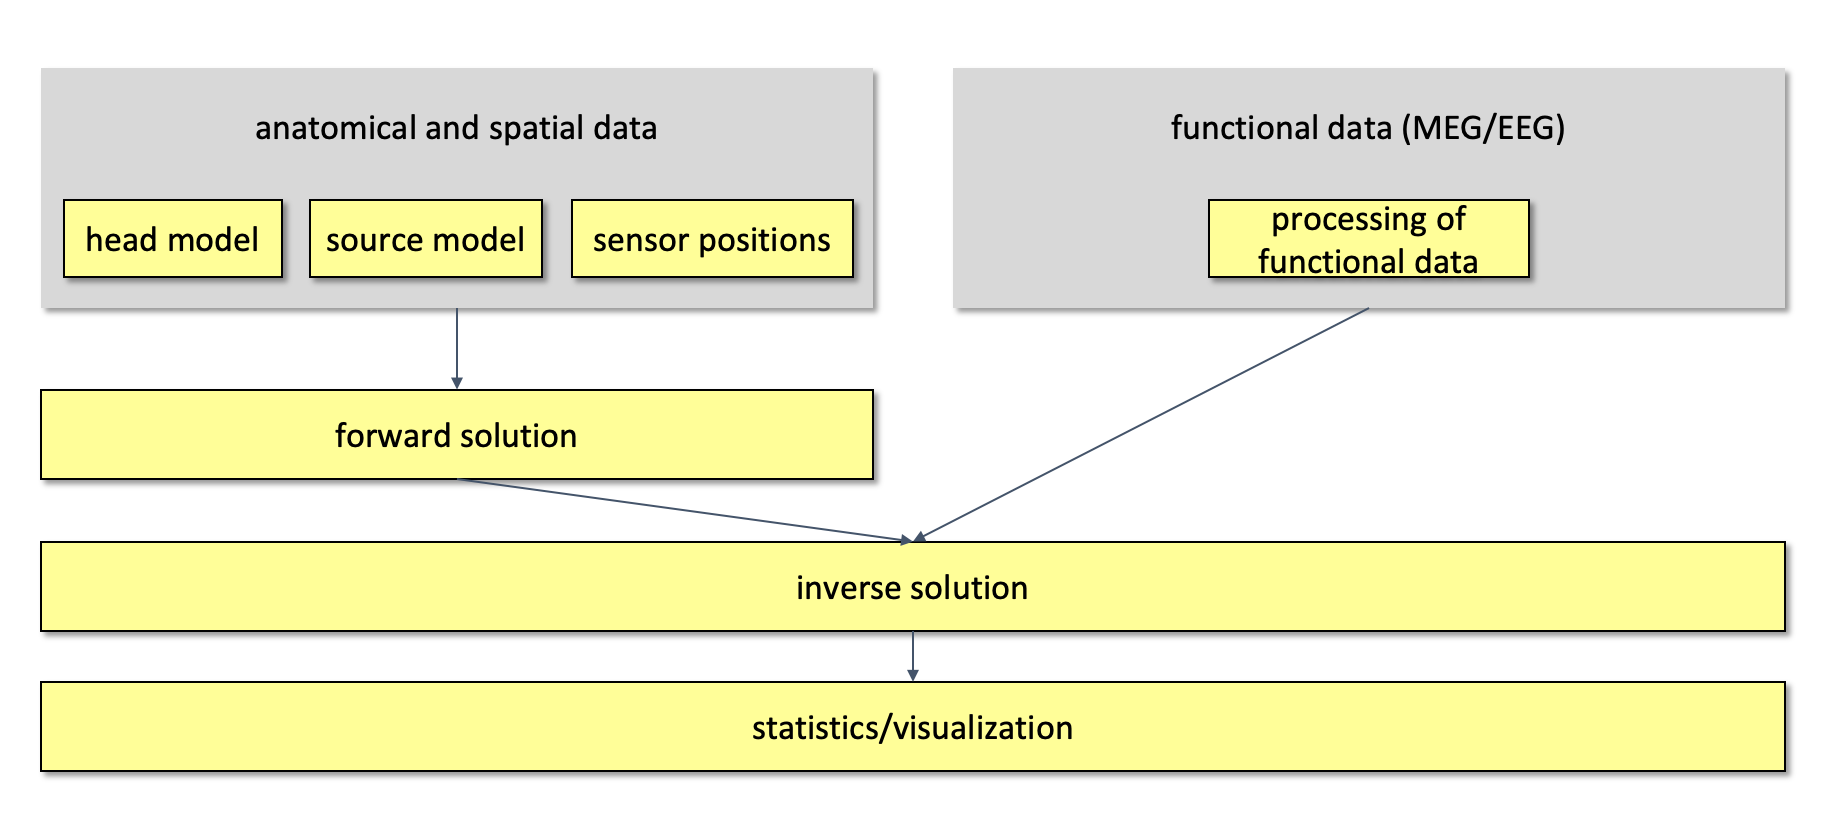 anatomical and spatial data
head model
source model
sensor positions
functional data (MEG/EEG)
processing of
functional data
forward solution
inverse solution
statistics/visualization